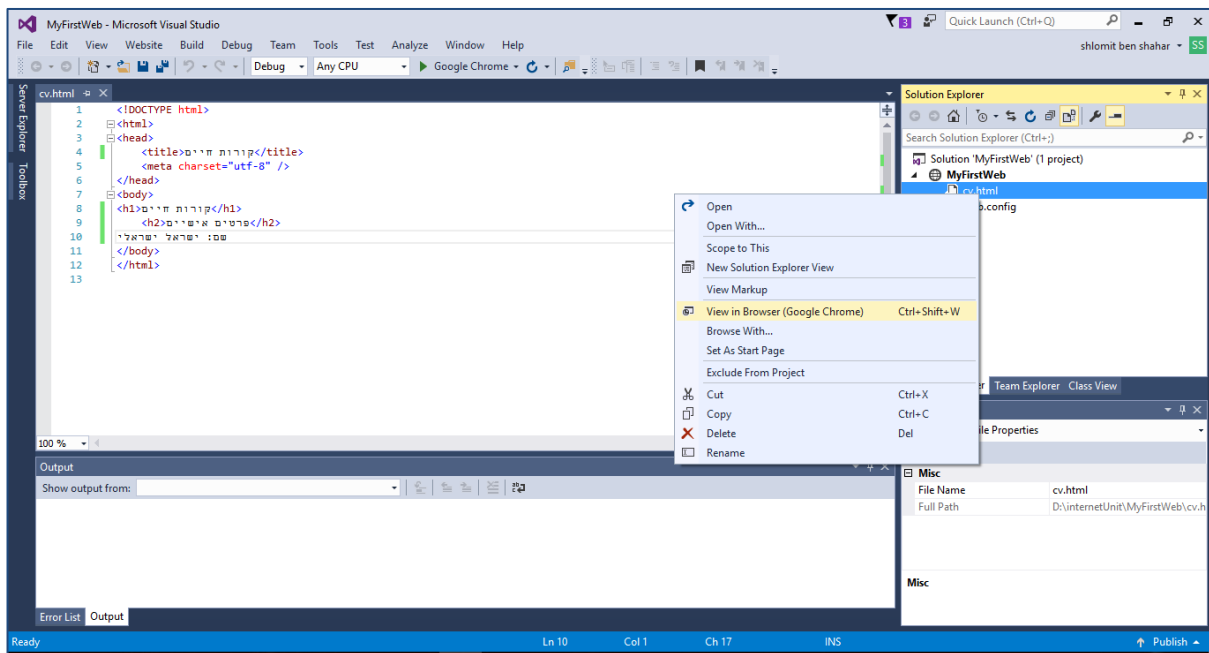 MyFirstWeb - Microsoft Visual Studio
3
Quick Launch (Ctrl+Q)
File Edit View Website Build Debug Team Tools Test Analyze Window Help
shlomit ben shahar SS
Debug Any CPU Google Chrome
Server Explorer
Toolbox
cv.html
1 <!DOCTYPE html>
2 <html>
3 <head>
4 <title>קורות חיים</title>
5 <meta charset="utf-8" />
6 </head>
7 <body>
8 <h1>קורות חיים</h1>
9 <h2>פרטים אישיים</h2>
10 שם: ישראל ישראלי
11 </body>
12 </html>
13
100 %
Solution Explorer
Search Solution Explorer (Ctrl+;)
Solution 'MyFirstWeb' (1 project)
MyFirstWeb
cv.html
b.config
Open
Open With...
Scope to This
New Solution Explorer View
View Markup
View in Browser (Google Chrome) Ctrl+Shift+W
Browse With...
Set As Start Page
Exclude From Project
Cut Ctrl+X
Copy Ctrl+C
Delete Del
Rename
Team Explorer Class View
ile Properties
Misc
File Name cv.html
Full Path D:\internetUnit\MyFirstWeb\cv.h
Misc
Output
Show output from:
Error List Output
Ready Ln 10 Col 1 Ch 17 INS Publish